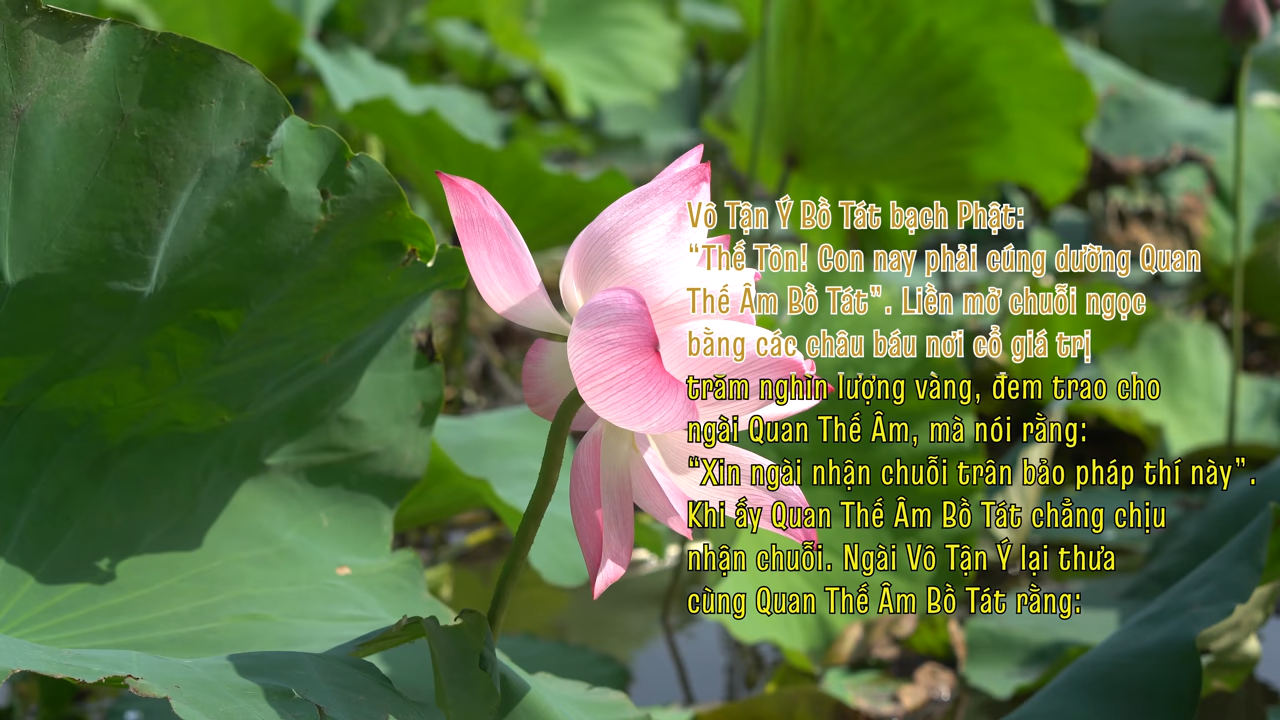 Vô Tận Ý Bồ Tát bạch Phật:
“Thế Tôn! Con nay phải cúng dường Quan
Thế Âm Bồ Tát”. Liền mở chuỗi ngọc
bằng các châu báu nơi cổ giá trị
trăm nghìn lượng vàng, đem trao cho
ngài Quan Thế Âm, mà nói rằng:
“Xin ngài nhận chuỗi trân bảo pháp thí này”.
Khi ấy Quan Thế Âm Bồ Tát chẳng chịu
nhận chuỗi. Ngài Vô Tận Ý lại thưa
cùng Quan Thế Âm Bồ Tát rằng: